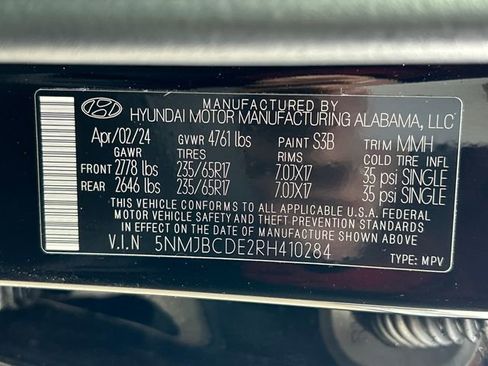 MANUFACTURED BY
HYUNDAI MOTOR MANUFACTURING ALABAMA, LLC
Apr/02/24 GVWR 4761 lbs PAINT S3B TRIM MMH
GAWR TIRES RIMS COLD TIRE INFL
FRONT 2778 lbs 235/65R17 7.0JX17 35 psi SINGLE
REAR 2646 lbs 235/65R17 7.0JX17 35 psi SINGLE
THIS VEHICLE CONFORMS TO ALL APPLICABLE U.S.A. FEDERAL
MOTOR VEHICLE SAFETY AND THEFT PREVENTION STANDARDS
IN EFFECT ON THE DATE OF MANUFACTURE SHOWN ABOVE.
V.I.N 5NMJBCDE2RH410284
TYPE: MPV